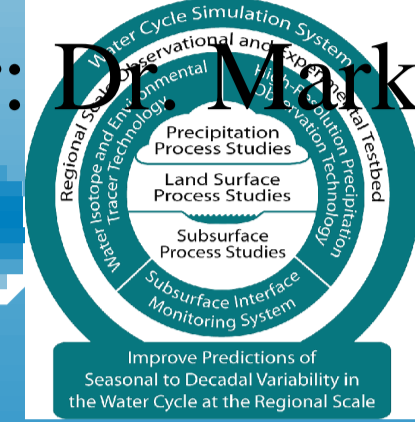 : Dr. Mark
Water Cycle Simulation System
Regional Scale Observational and Experimental Testbed
Water Isotope and Environmental
Tracer Technology
High-Resolution Precipitation
Observation Technology
Precipitation
Process Studies
Land Surface
Process Studies
Subsurface
Process Studies
Subsurface Interface
Monitoring System
Improve Predictions of
Seasonal to Decadal Variability in
the Water Cycle at the Regional Scale